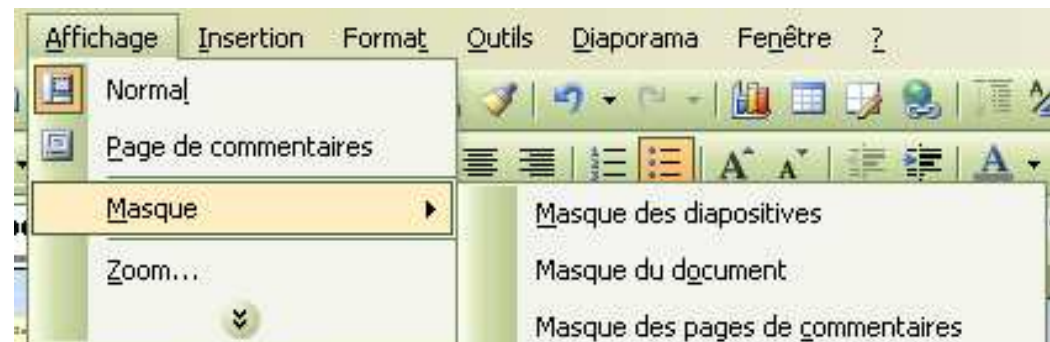 Affichage Insertion Format Outils Diaporama Fenêtre ?
Normal
Page de commentaires
Masque
Zoom...
Masque des diapositives
Masque du document
Masque des pages de commentaires